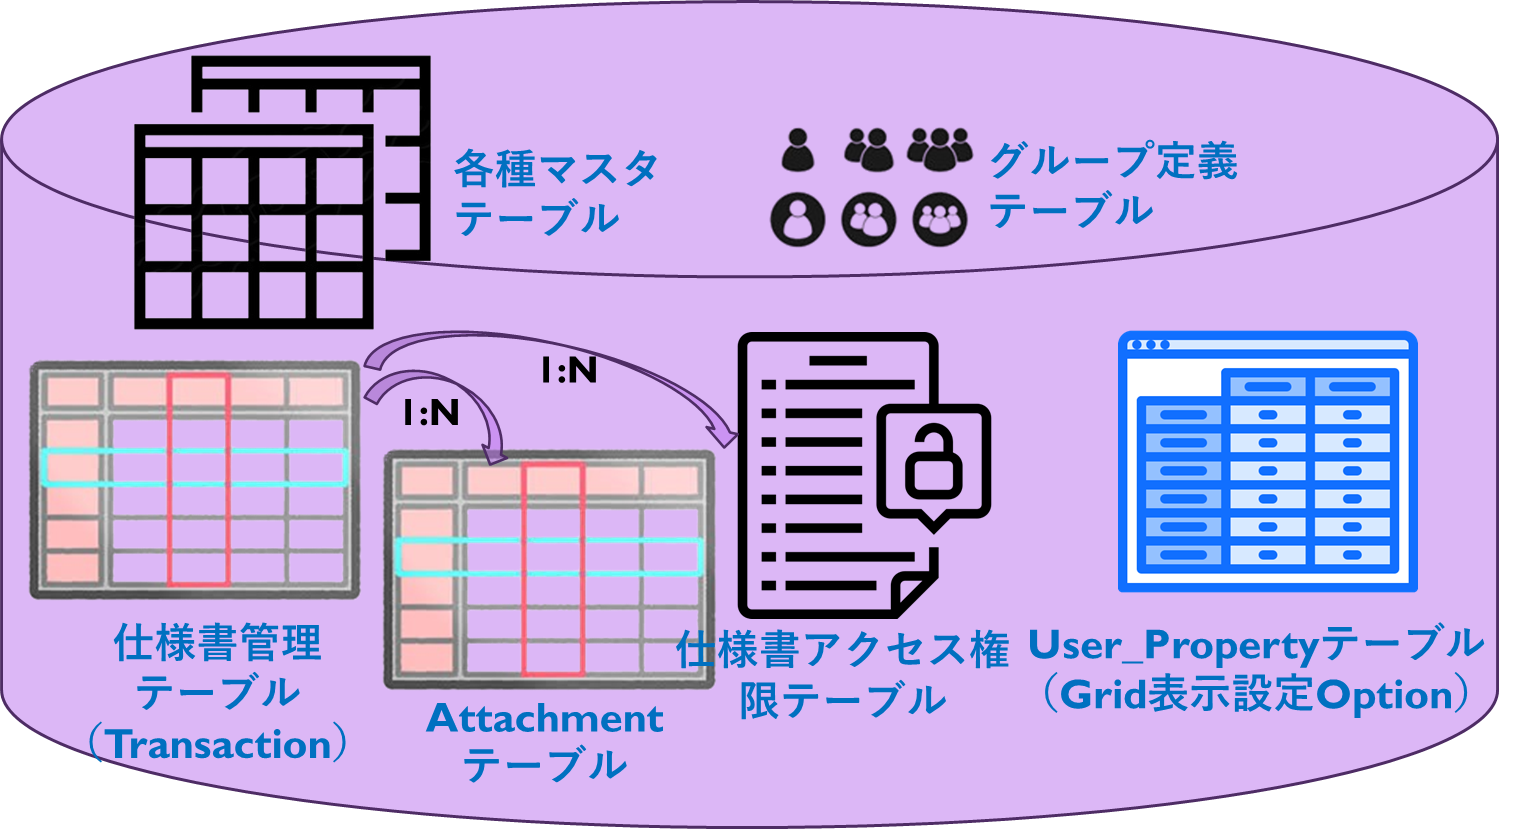 各種マスタ
テーブル
グループ定義
テーブル
1:N
1:N
仕様書管理
テーブル
（Transaction）
Attachment
テーブル
仕様書アクセス権
限テーブル
User_Propertyテーブル
（Grid表示設定Option）